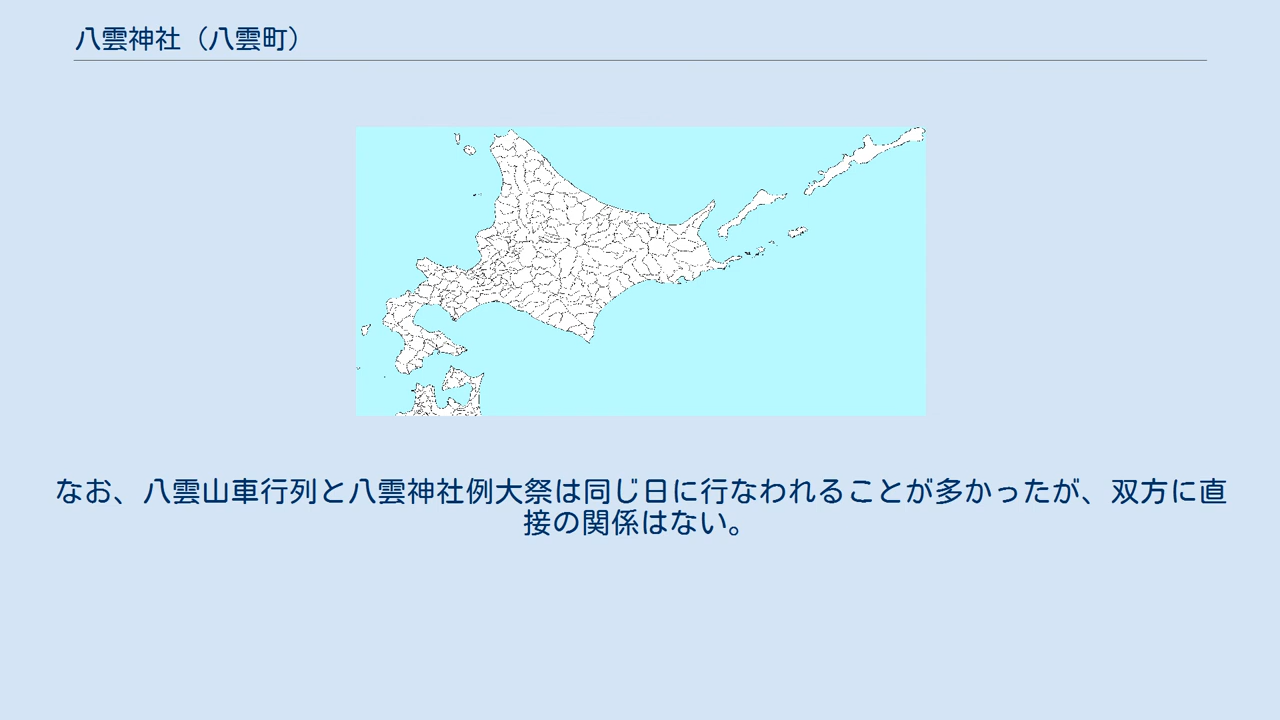 八雲神社（八雲町）
なお、八雲山車行列と八雲神社例大祭は同じ日に行なわれることが多かったが、双方に直
接の関係はない。